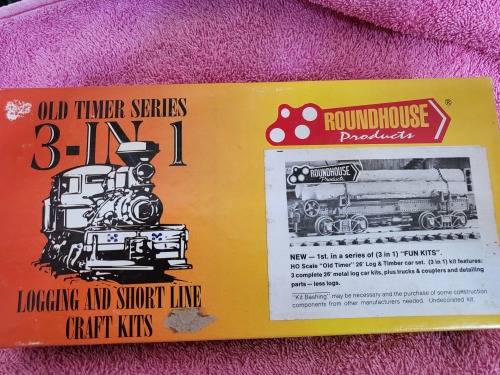 OLD TIMER SERIES
3-IN 1
LOGGING AND SHORT LINE
CRAFT KITS
ROUNDHOUSE
Products
®
ROUNDHOUSE
Products
NEW — 1st. in a series of (3 in 1) "FUN KITS".
HO Scale "Old Timer" 26' Log & Timber car set. (3 in 1) kit features:
3 complete 26' metal log car kits, plus trucks & couplers and detailing
parts — less logs.
"Kit Bashing" may be necessary and the purchase of some construction
components from other manufacturers needed. Undecorated kit.